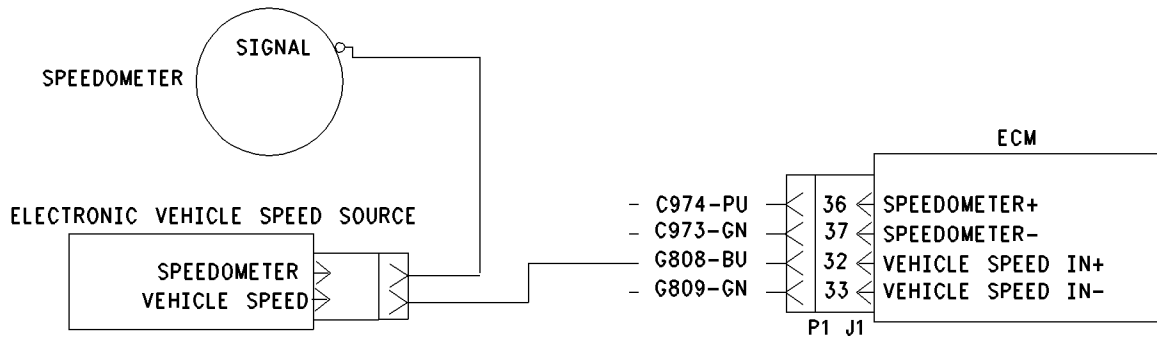 SIGNAL
SPEEDOMETER
ECM
C974-PU 36 SPEEDOMETER+
C973-GN 37 SPEEDOMETER-
G808-BU 32 VEHICLE SPEED IN+
G809-GN 33 VEHICLE SPEED IN-
P1 J1
ELECTRONIC VEHICLE SPEED SOURCE
SPEEDOMETER
VEHICLE SPEED